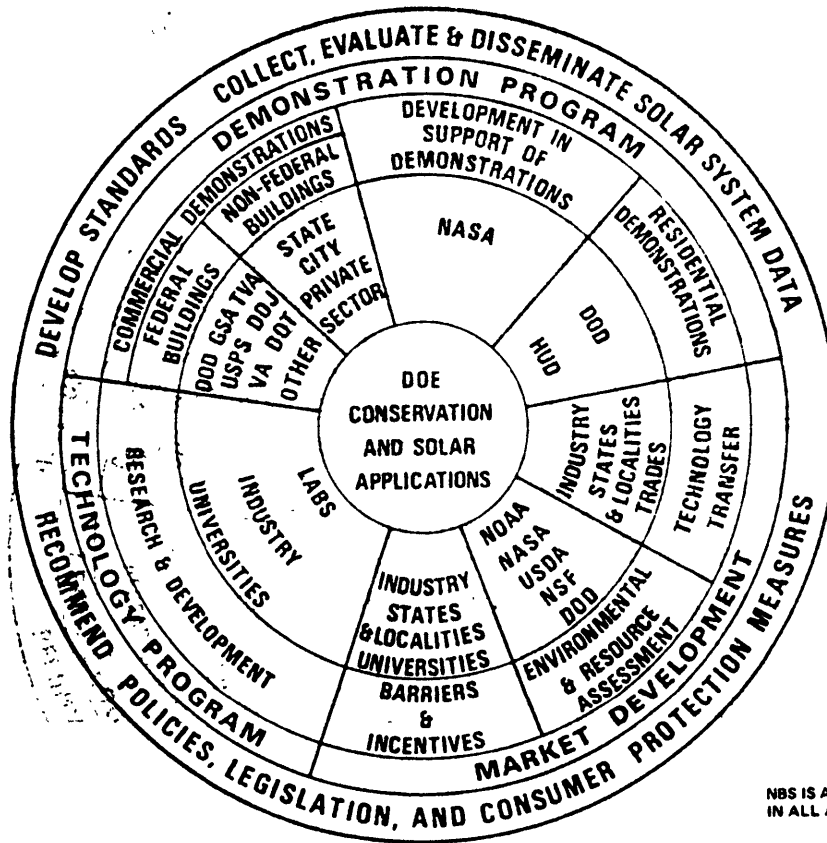 DEVELOP STANDARDS
COLLECT, EVALUATE & DISSEMINATE SOLAR SYSTEM DATA
RECOMMEND POLICIES, LEGISLATION, AND CONSUMER PROTECTION MEASURES
DEMONSTRATION PROGRAM
COMMERCIAL DEMONSTRATIONS
FEDERAL
BUILDINGS
DOD GSA TVA
USPS DOJ
VA DOT
OTHER
NON-FEDERAL
BUILDINGS
STATE
CITY
PRIVATE
SECTOR
DEVELOPMENT IN
SUPPORT OF
DEMONSTRATIONS
NASA
RESIDENTIAL
DEMONSTRATIONS
DOD
HUD
MARKET DEVELOPMENT
TECHNOLOGY
TRANSFER
INDUSTRY
STATES
& LOCALITIES
TRADES
ENVIRONMENTAL
& RESOURCE
ASSESSMENT
NOAA
NASA
USDA
NSF
DOD
BARRIERS
&
INCENTIVES
INDUSTRY
STATES
&LOCALITIES
UNIVERSITIES
TECHNOLOGY PROGRAM
RESEARCH & DEVELOPMENT
LABS
INDUSTRY
UNIVERSITIES
DOE
CONSERVATION
AND SOLAR
APPLICATIONS
NBS IS A
IN ALL